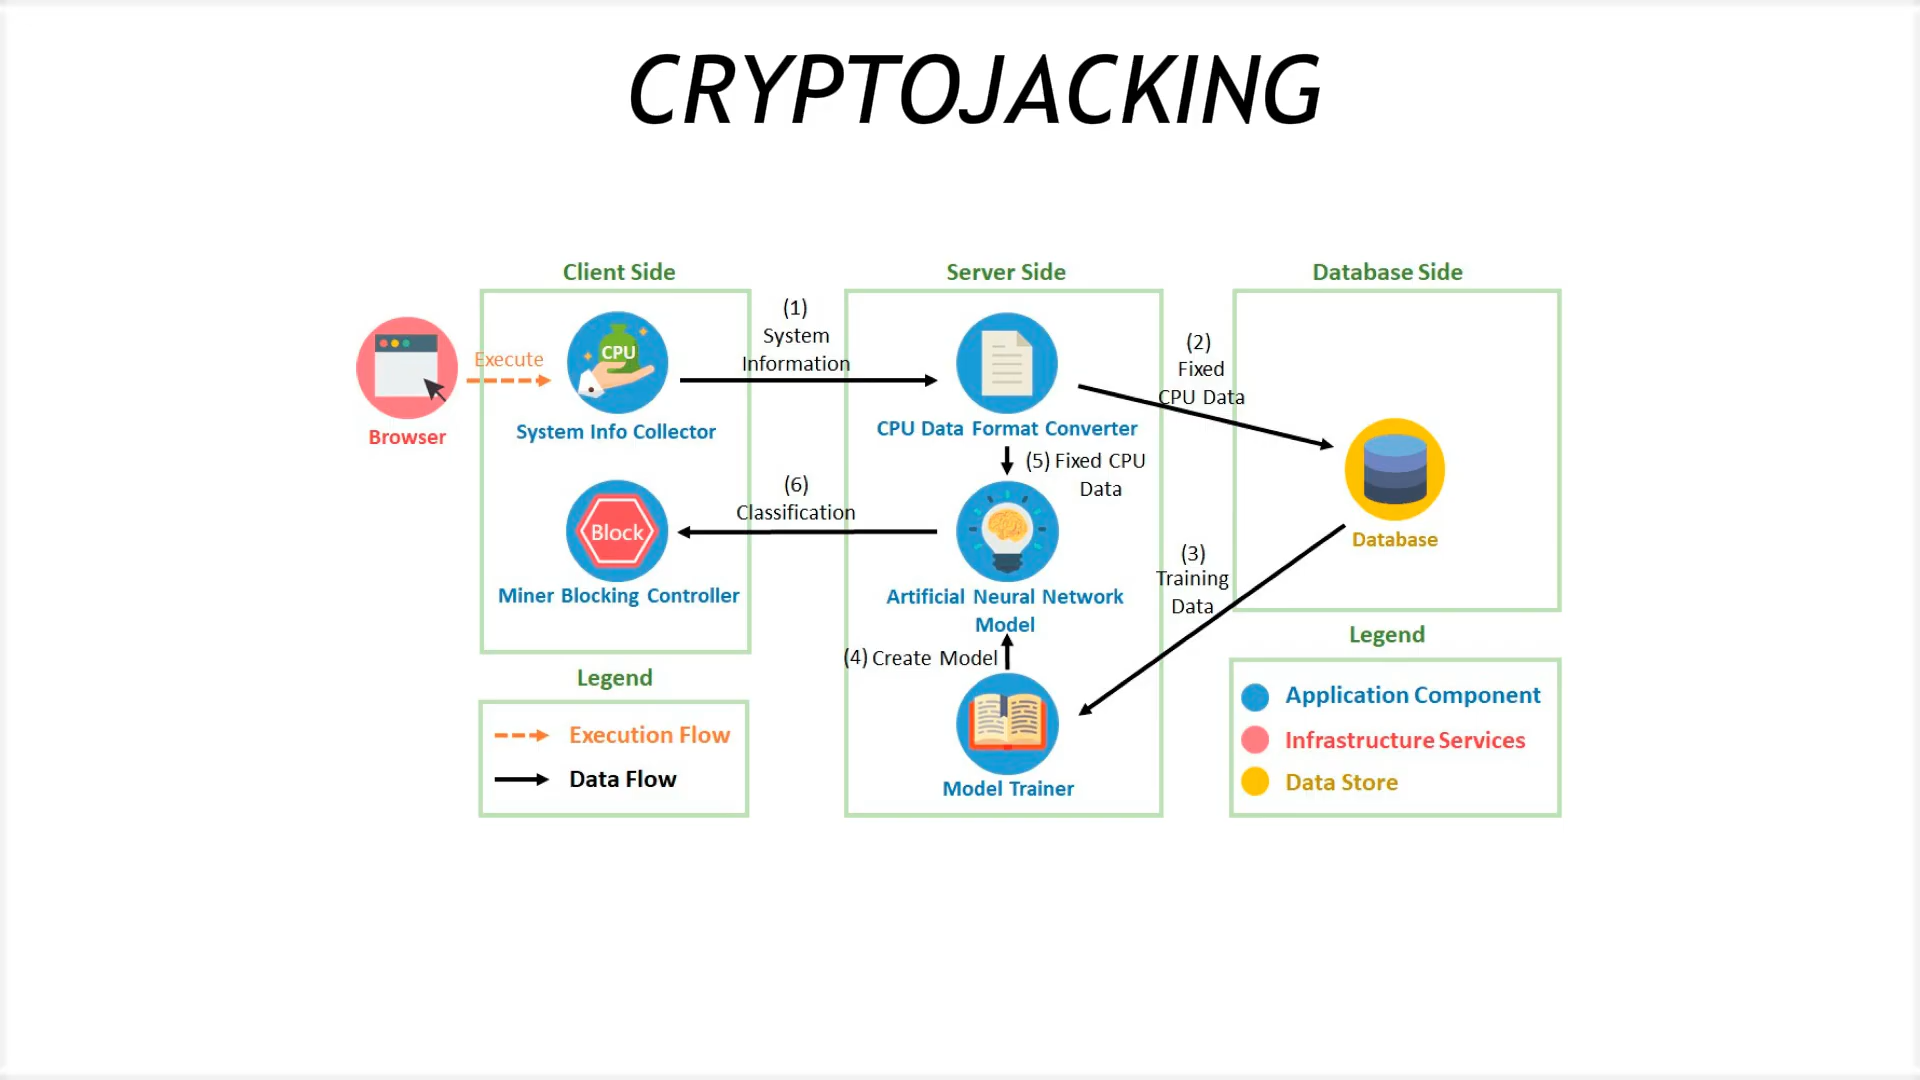 CRYPTOJACKING
Client Side
Server Side
Database Side
Execute
Browser
CPU
System Info Collector
(1)
System
Information
CPU Data Format Converter
(2)
Fixed
CPU Data
Database
(5) Fixed CPU
Data
(6)
Classification
Block
Miner Blocking Controller
Artificial Neural Network
Model
(3)
Training
Data
(4) Create Model
Model Trainer
Legend
Execution Flow
Data Flow
Legend
Application Component
Infrastructure Services
Data Store